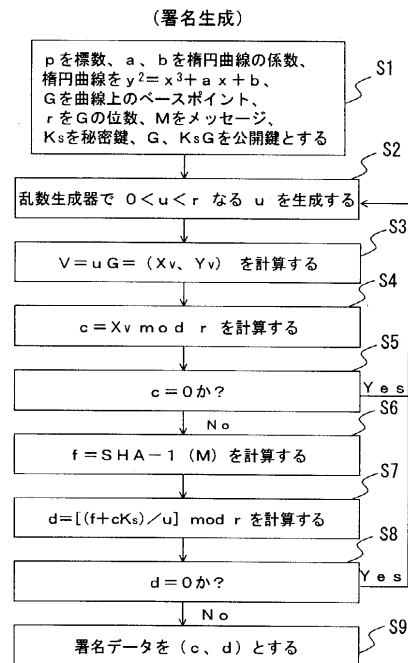 (署名生成)
pを標数、a、bを楕円曲線の係数、
楕円曲線をy²=x³+ax+b、
Gを曲線上のベースポイント、
rをGの位数、Mをメッセージ、
Ksを秘密鍵、G、KsGを公開鍵とする
S1
S2
乱数生成器で 0<u<r なる u を生成する
S3
V=uG=(Xv、Yv) を計算する
S4
c=Xv mod r を計算する
S5
c=0か?
Yes
No
S6
f=SHA-1(M)を計算する
S7
d=[(f+cKs)/u] mod r を計算する
S8
d=0か?
Yes
No
S9
署名データを(c、d)とする